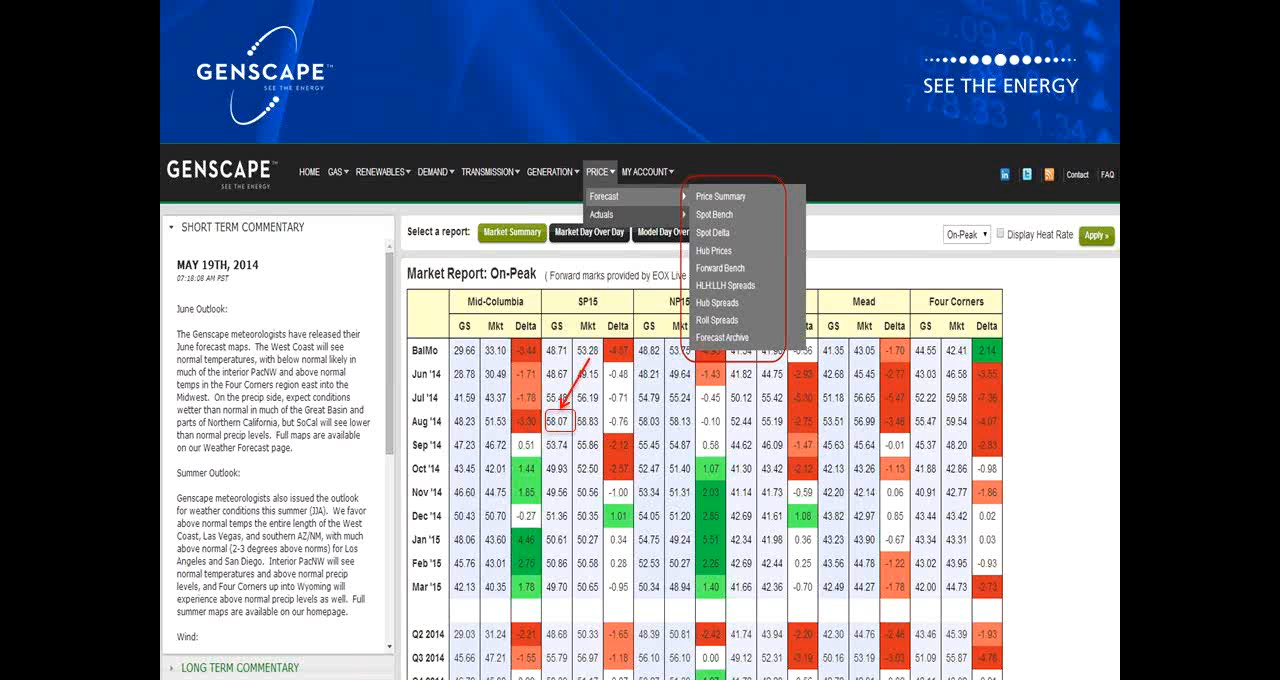 GENSCAPE™
SEE THE ENERGY
SEE THE ENERGY
GENSCAPE™
SEE THE ENERGY
HOME GAS RENEWABLES DEMAND TRANSMISSION GENERATION PRICE MY ACCOUNT
Contact FAQ
Forecast
Actuals
Price Summary
Spot Bench
Spot Delta
Hub Prices
Forward Bench
HLH:LLH Spreads
Hub Spreads
Roll Spreads
Forecast Archive
SHORT TERM COMMENTARY
MAY 19TH, 2014
07:18:08 AM PST
June Outlook:
The Genscape meteorologists have released their
June forecast maps. The West Coast will see
normal temperatures, with below normal likely in
much of the interior PacNW and above normal
temps in the Four Corners region east into the
Midwest. On the precip side, expect conditions
wetter than normal in much of the Great Basin and
parts of Northern California, but SoCal will see lower
than normal precip levels. Full maps are available
on our Weather Forecast page.
Summer Outlook:
Genscape meteorologists also issued the outlook
for weather conditions this summer (JJA). We favor
above normal temps the entire length of the West
Coast, Las Vegas, and southern AZ/NM, with much
above normal (2-3 degrees above norms) for Los
Angeles and San Diego. Interior PacNW will see
normal temperatures and above normal precip
levels, and Four Corners up into Wyoming will
experience above normal precip levels as well. Full
summer maps are available on our homepage.
Wind:
LONG TERM COMMENTARY
Select a report: Market Summary Market Day Over Day Model Day Over
On-Peak Display Heat Rate Apply »
Market Report: On-Peak ( Forward marks provided by EOX Live
Mid-Columbia SP15 NP15 Mead Four Corners
GS Mkt Delta GS Mkt Delta GS Mkt GS Mkt Delta GS Mkt Delta
BalMo 29.66 33.10 -3.44 48.71 53.28 -4.57 48.82 41.35 43.05 -1.70 44.55 42.41 2.14
Jun '14 28.78 30.49 -1.71 48.67 49.15 -0.48 48.21 49.64 -1.43 41.82 44.75 -2.93 42.68 45.45 -2.77 43.03 46.58 -3.55
Jul '14 41.59 43.37 -1.78 55.48 56.19 -0.71 54.79 55.24 -0.45 50.12 55.42 -5.30 51.18 56.65 -5.47 52.22 59.58 -7.36
Aug '14 48.23 51.53 -3.30 58.07 58.83 -0.76 58.03 58.13 -0.10 52.44 55.19 -2.75 53.51 56.99 -3.48 55.47 59.54 -4.07
Sep '14 47.23 46.72 0.51 53.74 55.86 -2.12 55.45 54.87 0.58 44.62 46.09 -1.47 45.63 45.64 -0.01 45.37 48.20 -2.83
Oct '14 43.45 42.01 1.44 49.93 52.50 -2.57 52.47 51.40 1.07 41.30 43.42 -2.12 42.13 43.26 -1.13 41.88 42.86 -0.98
Nov '14 46.60 44.75 1.85 49.56 50.56 -1.00 53.34 51.31 2.03 41.14 41.73 -0.59 42.20 42.14 0.06 40.91 42.77 -1.86
Dec '14 50.43 50.70 -0.27 51.36 50.35 1.01 54.05 51.20 2.85 42.69 41.61 1.08 43.82 42.97 0.85 43.44 43.42 0.02
Jan '15 48.06 43.60 4.46 50.61 50.27 0.34 54.75 49.24 5.51 42.34 41.98 0.36 43.23 43.90 -0.67 43.34 43.31 0.03
Feb '15 45.76 43.01 2.75 50.86 50.58 0.28 52.53 50.27 2.26 42.69 42.44 0.25 43.56 44.78 -1.22 43.02 43.95 -0.93
Mar '15 42.13 40.35 1.78 49.70 50.65 -0.95 50.34 48.94 1.40 41.66 42.36 -0.70 42.49 44.27 -1.78 42.00 44.73 -2.73
Q2 2014 29.03 31.24 -2.21 48.68 50.33 -1.65 48.39 50.81 -2.42 41.74 43.94 -2.20 42.30 44.76 -2.46 43.46 45.39 -1.93
Q3 2014 45.66 47.21 -1.55 55.79 56.97 -1.18 56.10 56.10 0.00 49.12 52.31 -3.19 50.16 53.19 -3.03 51.09 55.87 -4.78